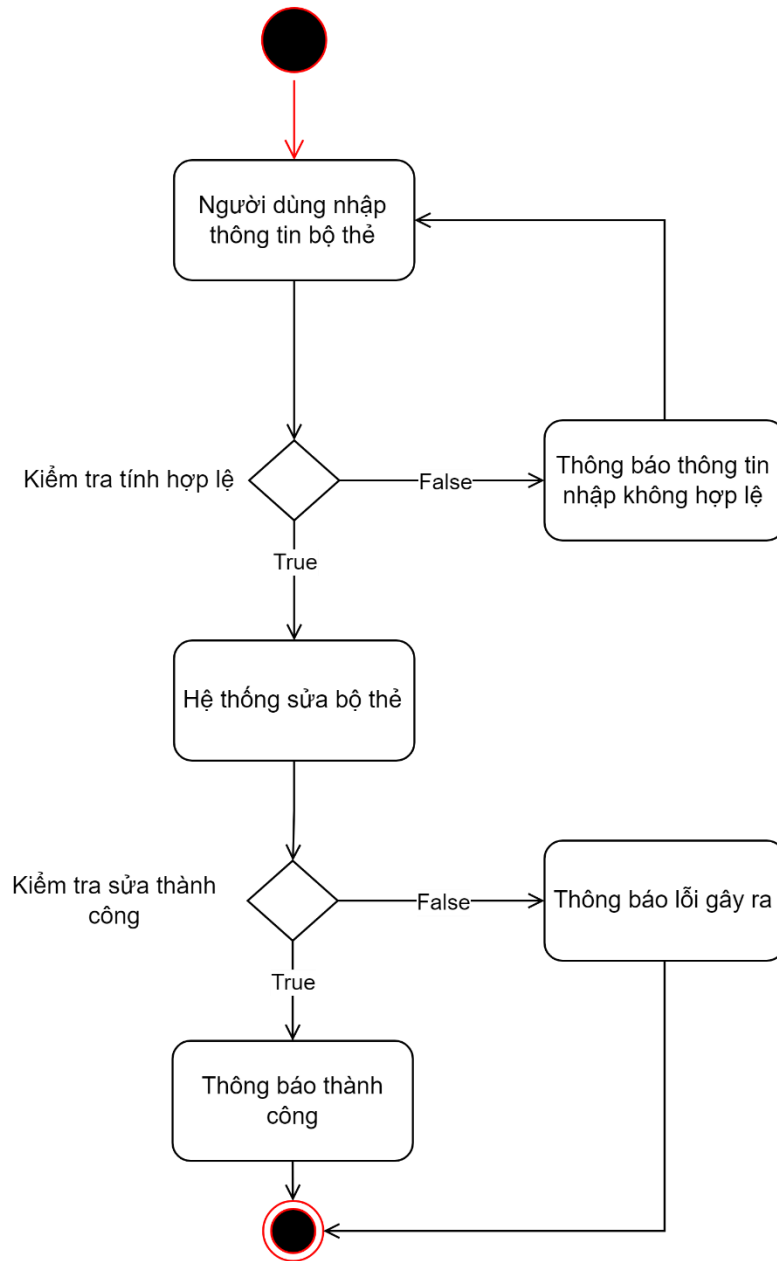 Người dùng nhập
thông tin bộ thẻ
Kiểm tra tính hợp lệ
False
Thông báo thông tin
nhập không hợp lệ
True
Hệ thống sửa bộ thẻ
Kiểm tra sửa thành
công
False
Thông báo lỗi gây ra
True
Thông báo thành
công